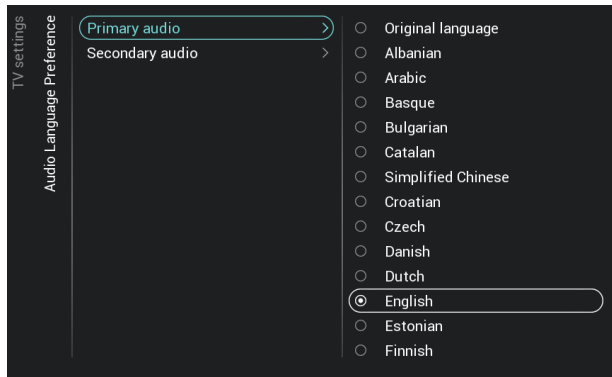 TV settings
Audio Language Preference
Primary audio
Secondary audio
Original language
Albanian
Arabic
Basque
Bulgarian
Catalan
Simplified Chinese
Croatian
Czech
Danish
Dutch
English
Estonian
Finnish